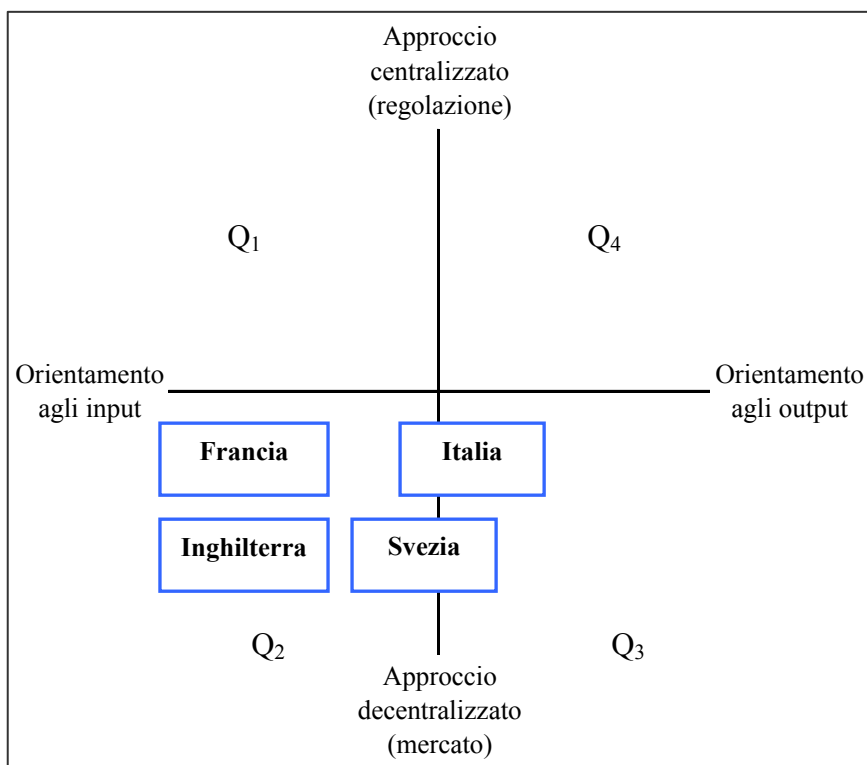 Approccio
centralizzato
(regolazione)
Q1
Q4
Orientamento
agli input
Orientamento
agli output
Francia
Italia
Inghilterra
Svezia
Q2
Q3
Approccio
decentralizzato
(mercato)